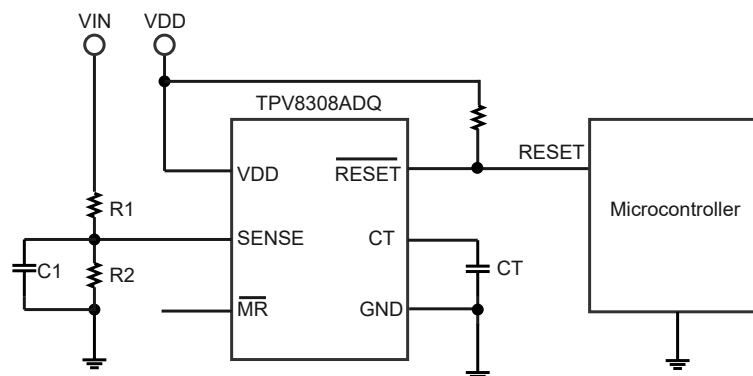 VIN
VDD
TPV8308ADQ
VDD
RESET
RESET
R1
SENSE
CT
Microcontroller
C1
R2
CT
MR
GND